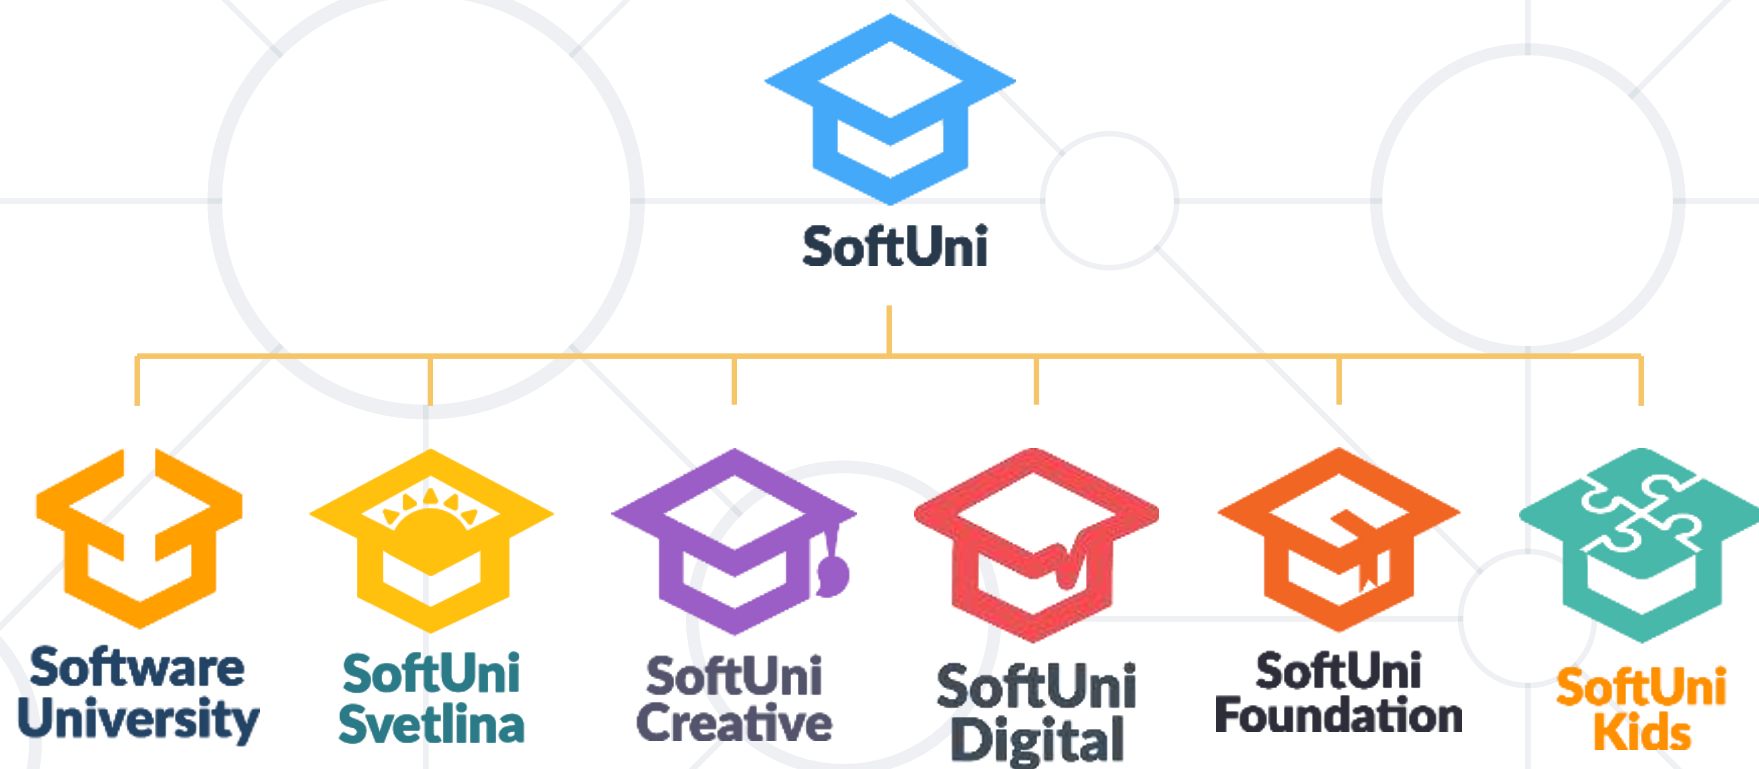 SoftUni
Software
University
SoftUni
Svetlina
SoftUni
Creative
SoftUni
Digital
SoftUni
Foundation
SoftUni
Kids